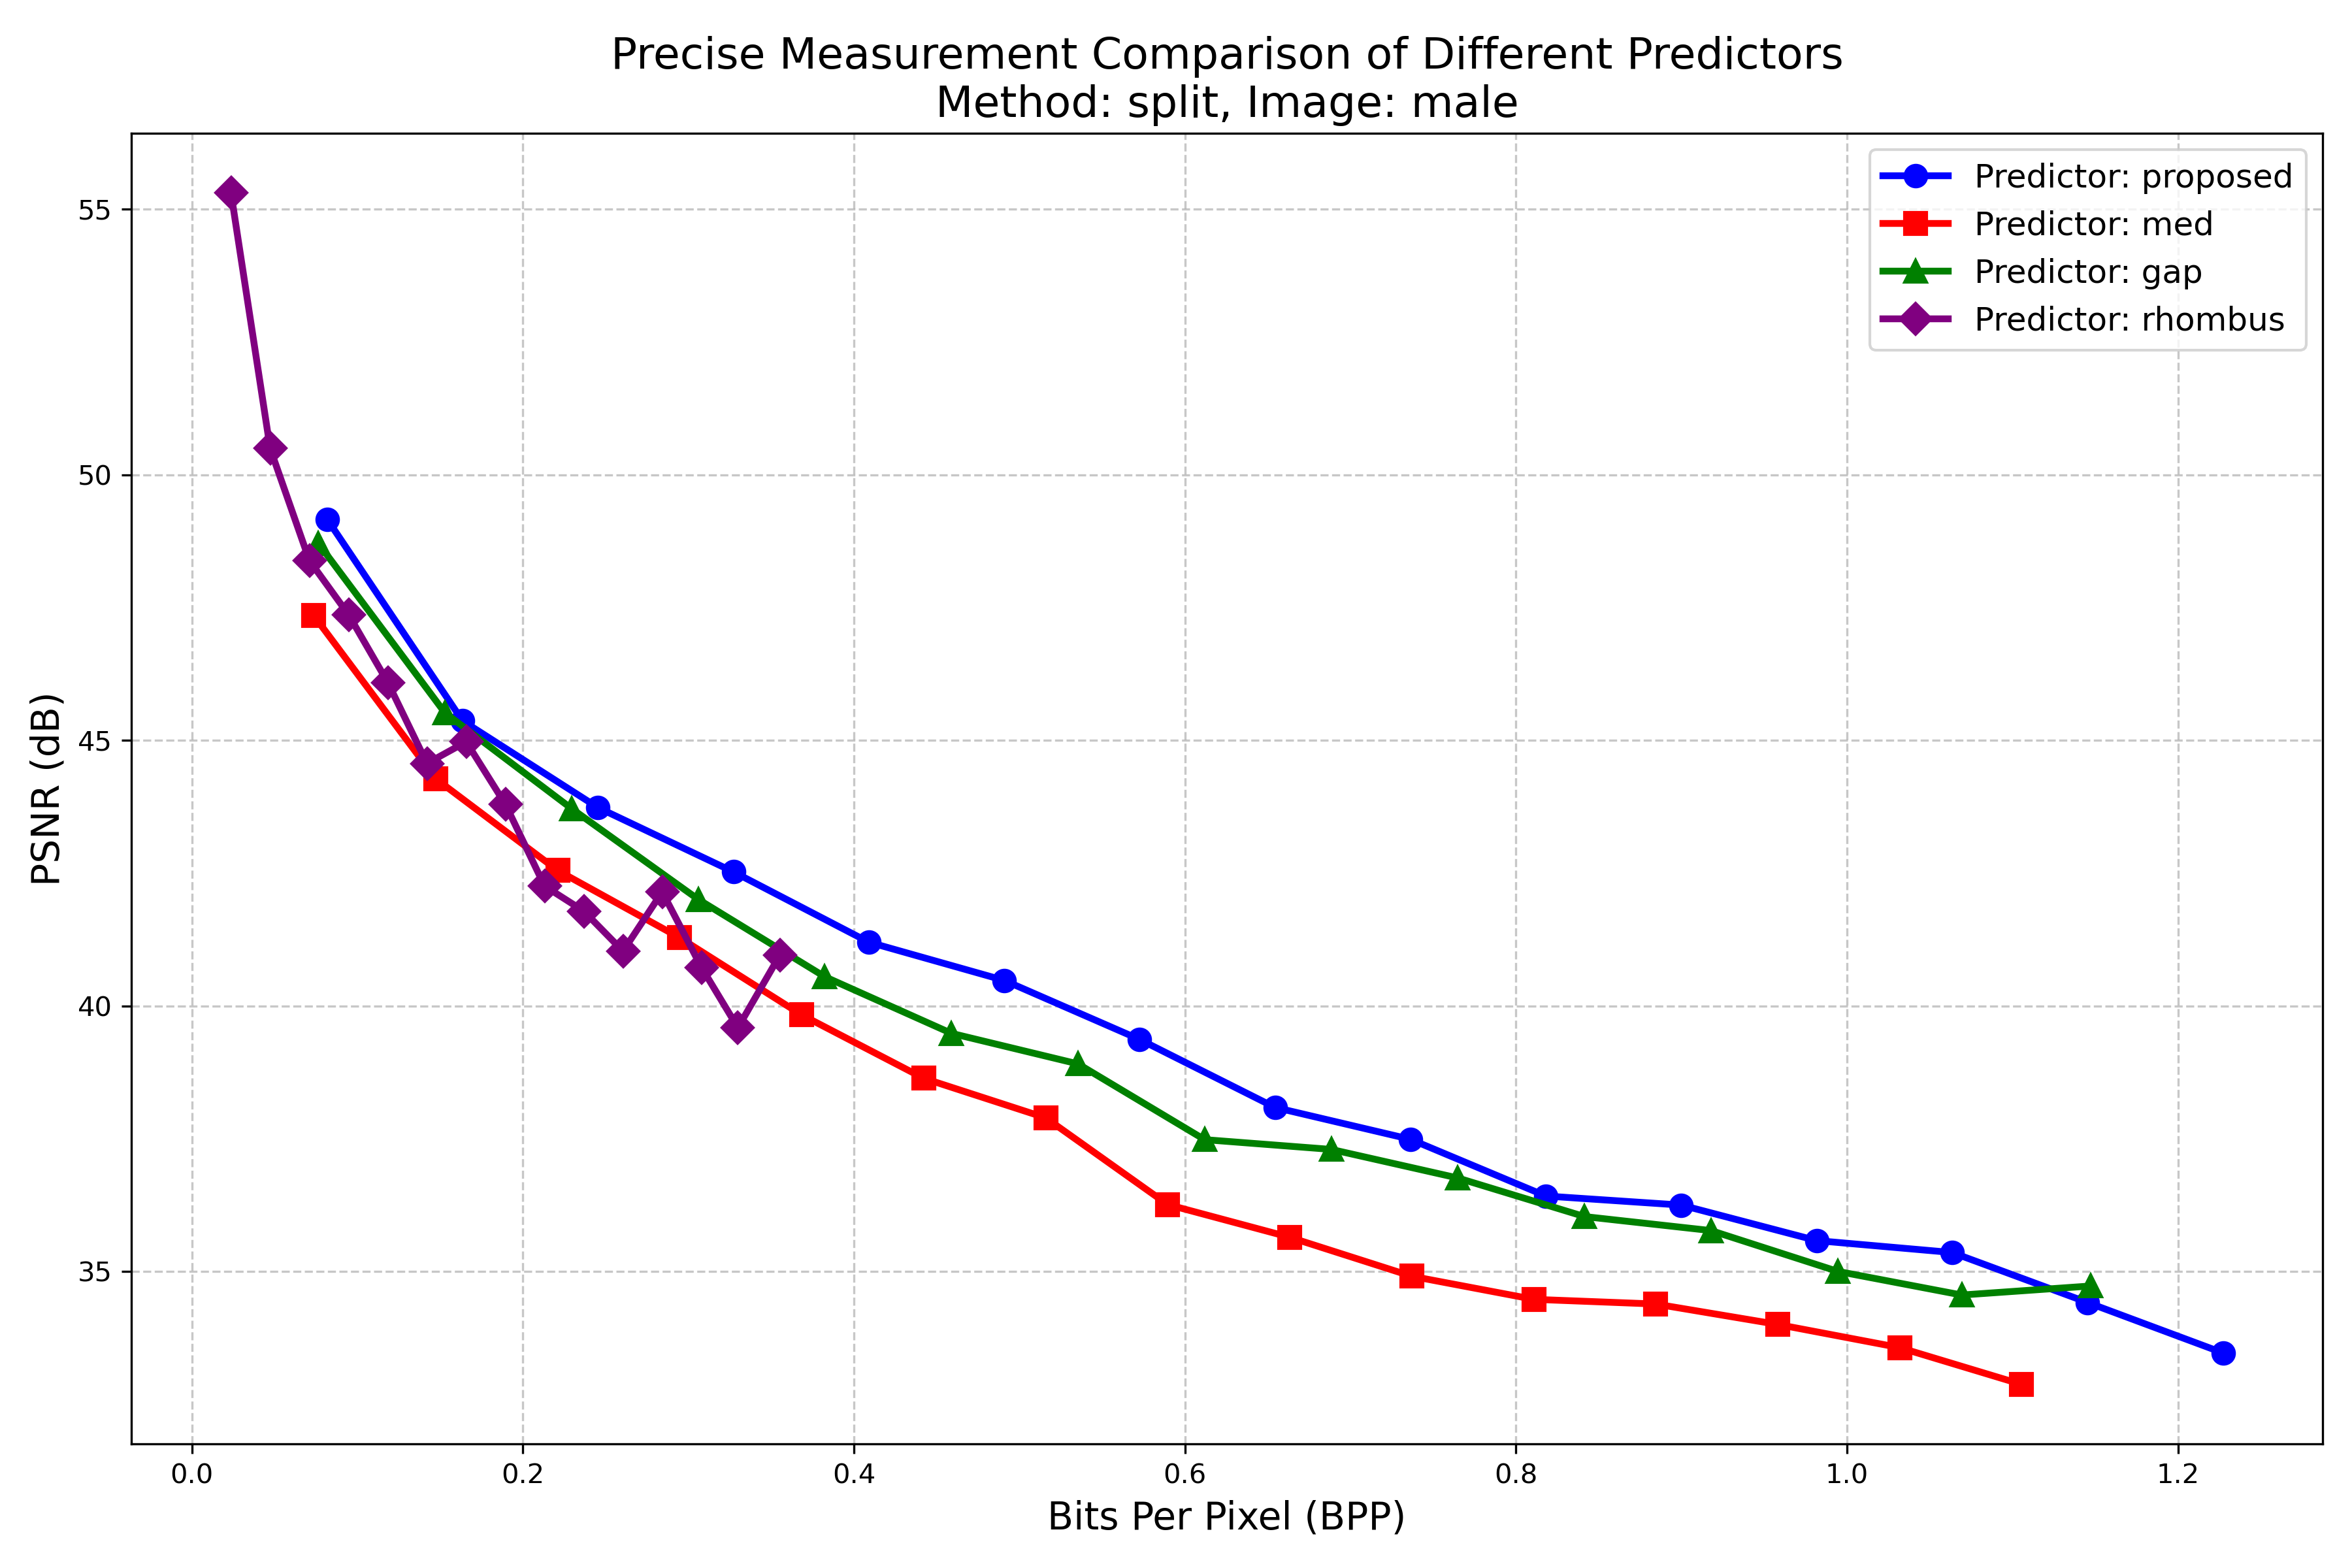 Precise Measurement Comparison of Different Predictors
Method: split, Image: male
Predictor: proposed
Predictor: med
Predictor: gap
Predictor: rhombus
PSNR (dB)
55
50
45
40
35
0.0 0.2 0.4 0.6 0.8 1.0 1.2
Bits Per Pixel (BPP)